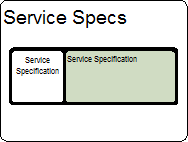 Service Specs
Service
Specification
Service Specification